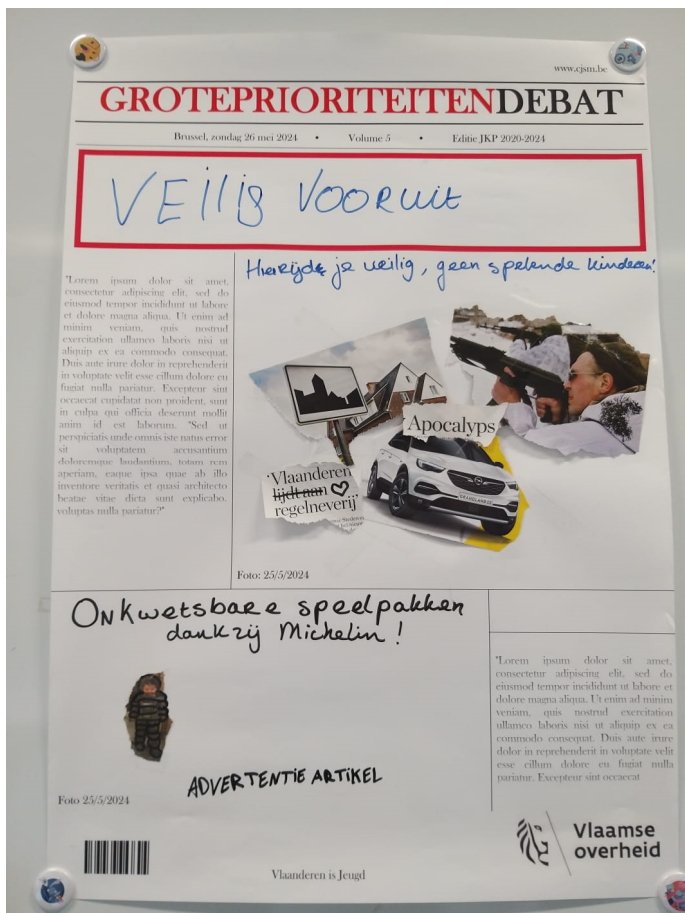 www.cjsm.be
GROTEPRIORITEITENDEBAT
Brussel, zondag 26 mei 2024 • Volume 5 • Editie JKP 2020-2024
VEILIG VOORUIT
Hier rijdt je veilig, geen spelende kinderen!
"Lorem ipsum dolor sit amet,
consectetur adipiscing elit, sed do
eiusmod tempor incididunt ut labore
et dolore magna aliqua. Ut enim ad
minim veniam, quis nostrud
exercitation ullamco laboris nisi ut
aliquip ex ea commodo consequat.
Duis aute irure dolor in reprehenderit
in voluptate velit esse cillum dolore eu
fugiat nulla pariatur. Excepteur sint
occaecat cupidatat non proident, sunt
in culpa qui officia deserunt mollit
anim id est laborum. "Sed ut
perspiciatis unde omnis iste natus error
sit voluptatem accusantium
doloremque laudantium, totam rem
aperiam, eaque ipsa quae ab illo
inventore veritatis et quasi architecto
beatae vitae dicta sunt explicabo,
voluptas nulla pariatur?"
Apocalyps
'Vlaanderen
lijdt aan
regelneverij'
Foto: 25/5/2024
Onkwetsbare speelpakken
dankzij Michelin!
ADVERTENTIE ARTIKEL
Foto 25/5/2024
"Lorem ipsum dolor sit amet,
consectetur adipiscing elit, sed do
eiusmod tempor incididunt ut labore et
dolore magna aliqua. Ut enim ad minim
veniam, quis nostrud exercitation
ullamco laboris nisi ut aliquip ex ea
commodo consequat. Duis aute irure
dolor in reprehenderit in voluptate velit
esse cillum dolore eu fugiat nulla
pariatur. Excepteur sint occaecat
Vlaamse
overheid
Vlaanderen is Jeugd